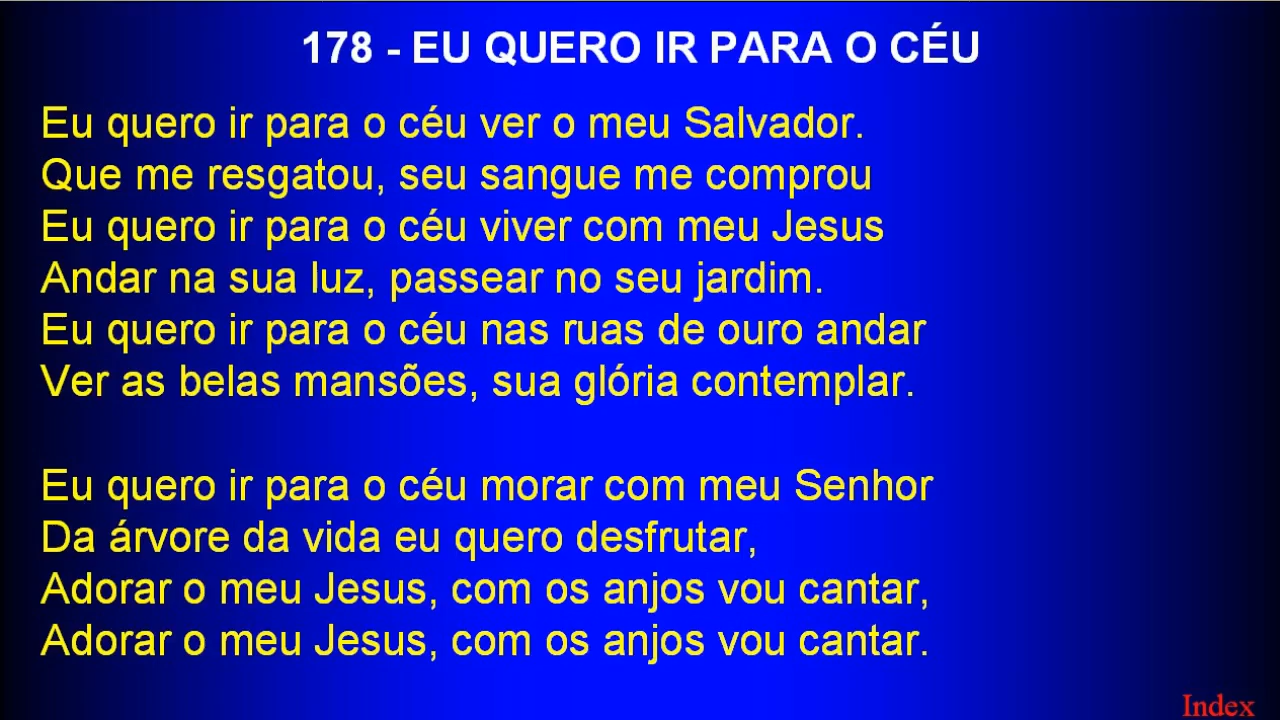 178 - EU QUERO IR PARA O CÉU
Eu quero ir para o céu ver o meu Salvador.
Que me resgatou, seu sangue me comprou
Eu quero ir para o céu viver com meu Jesus
Andar na sua luz, passear no seu jardim.
Eu quero ir para o céu nas ruas de ouro andar
Ver as belas mansões, sua glória contemplar.
Eu quero ir para o céu morar com meu Senhor
Da árvore da vida eu quero desfrutar,
Adorar o meu Jesus, com os anjos vou cantar,
Adorar o meu Jesus, com os anjos vou cantar.
Index